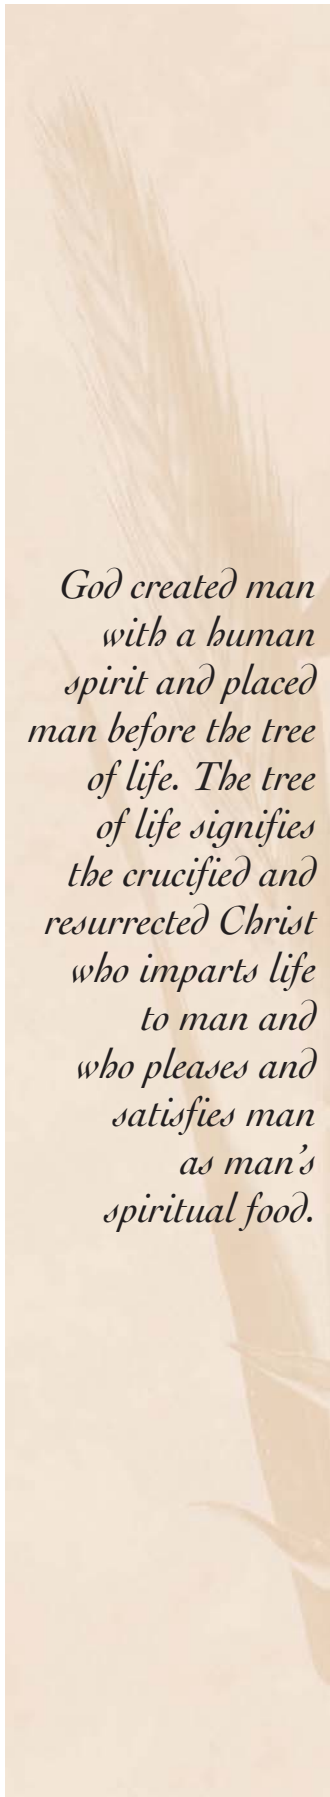 God created man
with a human
spirit and placed
man before the tree
of life. The tree
of life signifies
the crucified and
resurrected Christ
who imparts life
to man and
who pleases and
satisfies man
as man’s
spiritual food.